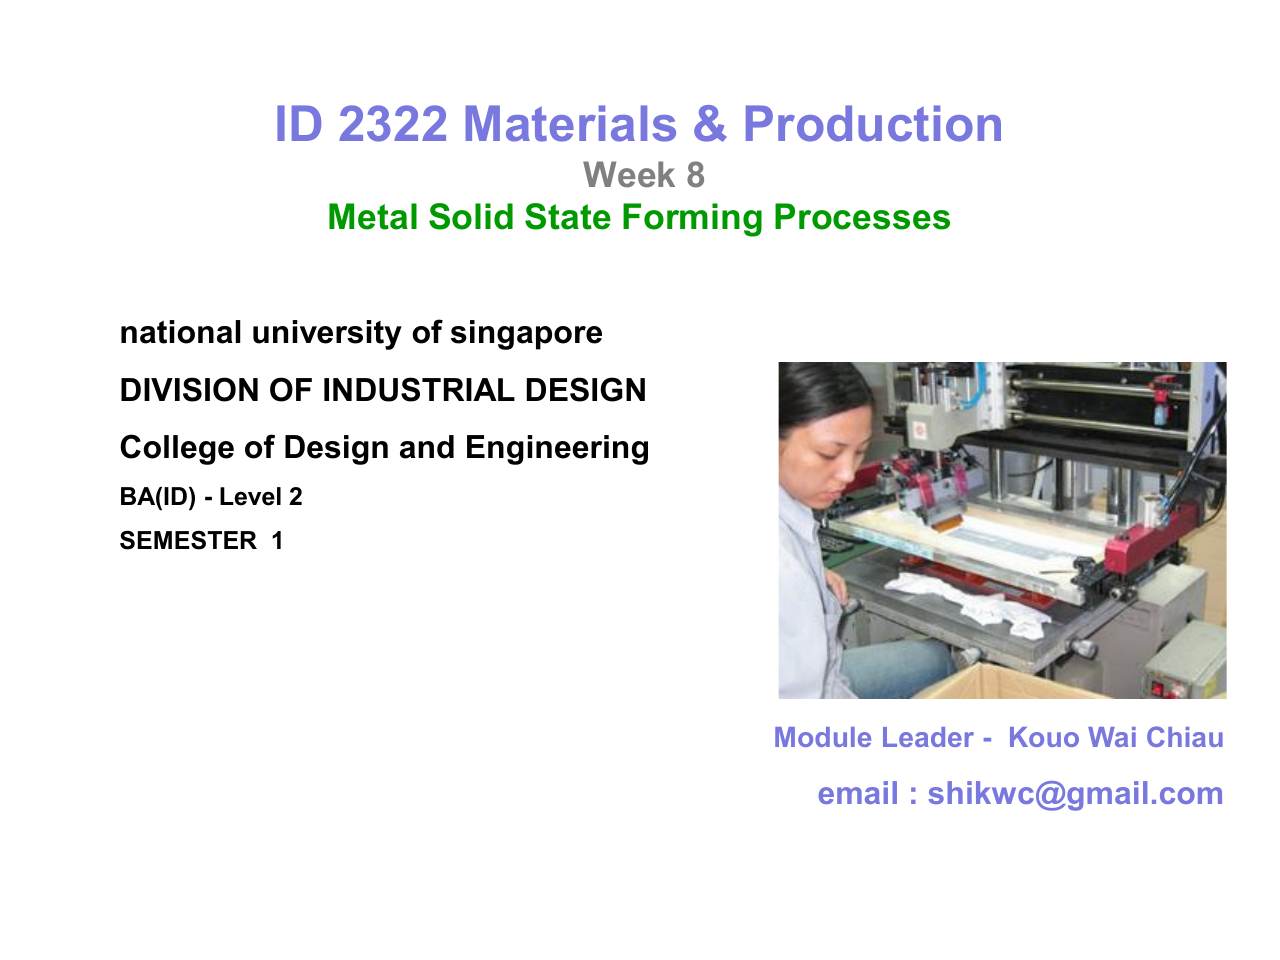 ID 2322 Materials & Production
Week 8
Metal Solid State Forming Processes
national university of singapore
DIVISION OF INDUSTRIAL DESIGN
College of Design and Engineering
BA(ID) - Level 2
SEMESTER 1
Module Leader - Kouo Wai Chiau
email : shikwc@gmail.com